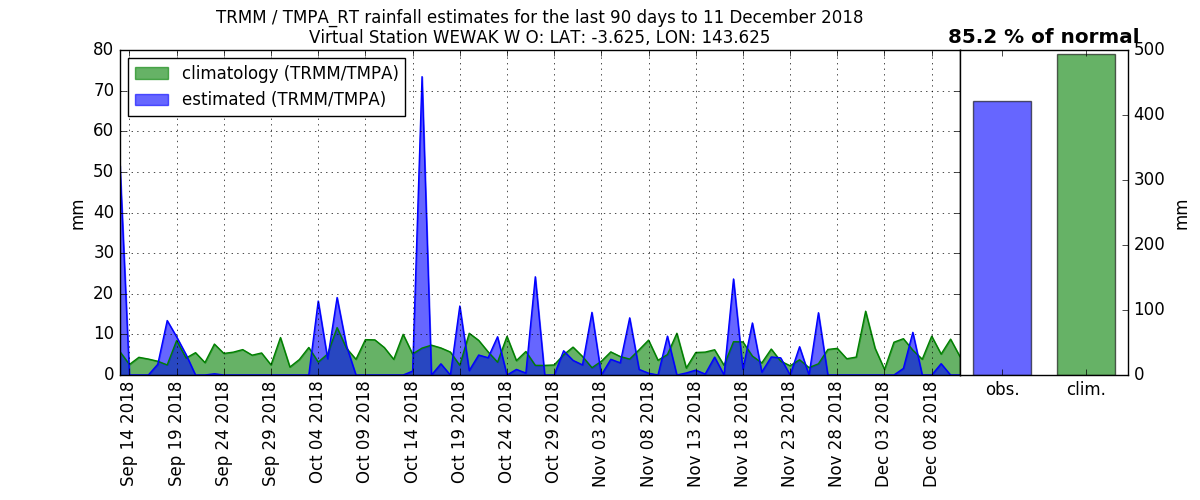 TRMM / TMPA_RT rainfall estimates for the last 90 days to 11 December 2018
Virtual Station WEWAK W O: LAT: -3.625, LON: 143.625
85.2 % of normal
climatology (TRMM/TMPA)
estimated (TRMM/TMPA)
mm
80
70
60
50
40
30
20
10
0
Sep 14 2018
Sep 19 2018
Sep 24 2018
Sep 29 2018
Oct 04 2018
Oct 09 2018
Oct 14 2018
Oct 19 2018
Oct 24 2018
Oct 29 2018
Nov 03 2018
Nov 08 2018
Nov 13 2018
Nov 18 2018
Nov 23 2018
Nov 28 2018
Dec 03 2018
Dec 08 2018
obs.
clim.
500
400
300
200
100
0
mm